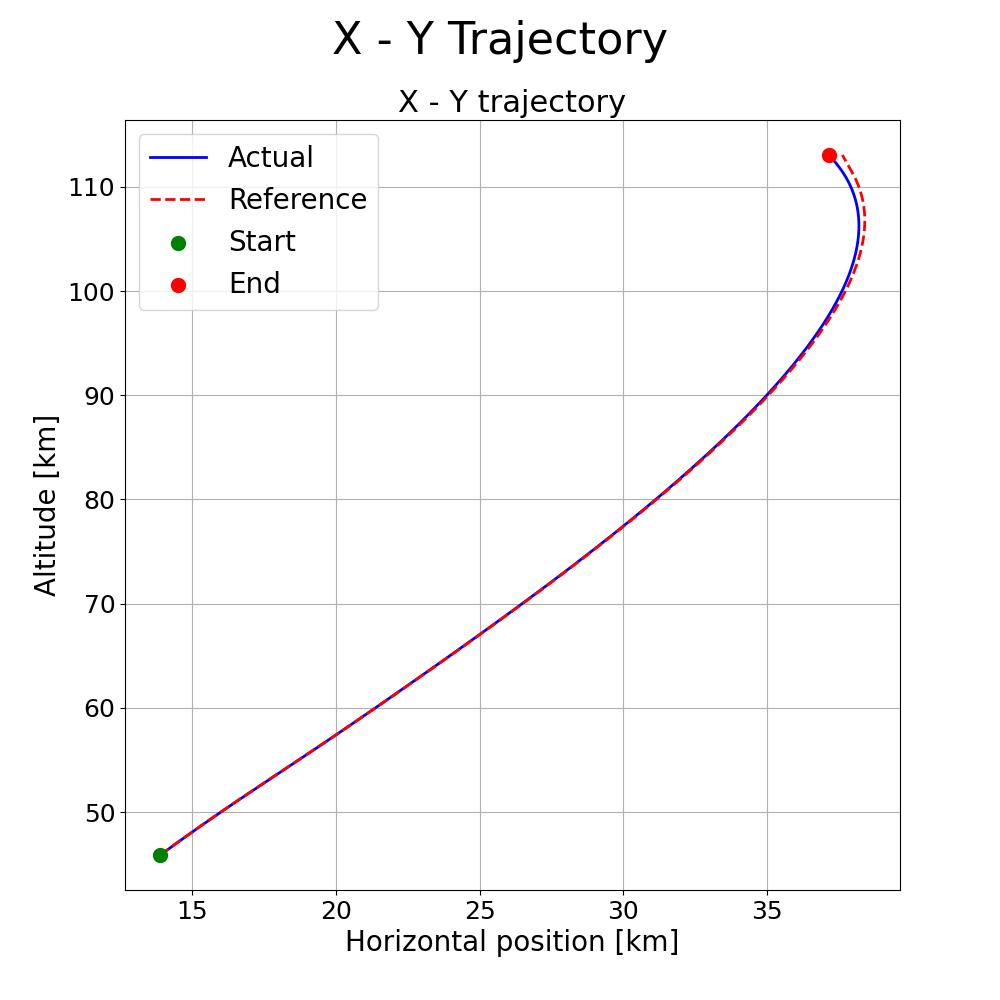 X - Y Trajectory
X - Y trajectory
Actual
Reference
Start
End
110
100
90
80
70
60
50
Altitude [km]
15 20 25 30 35
Horizontal position [km]